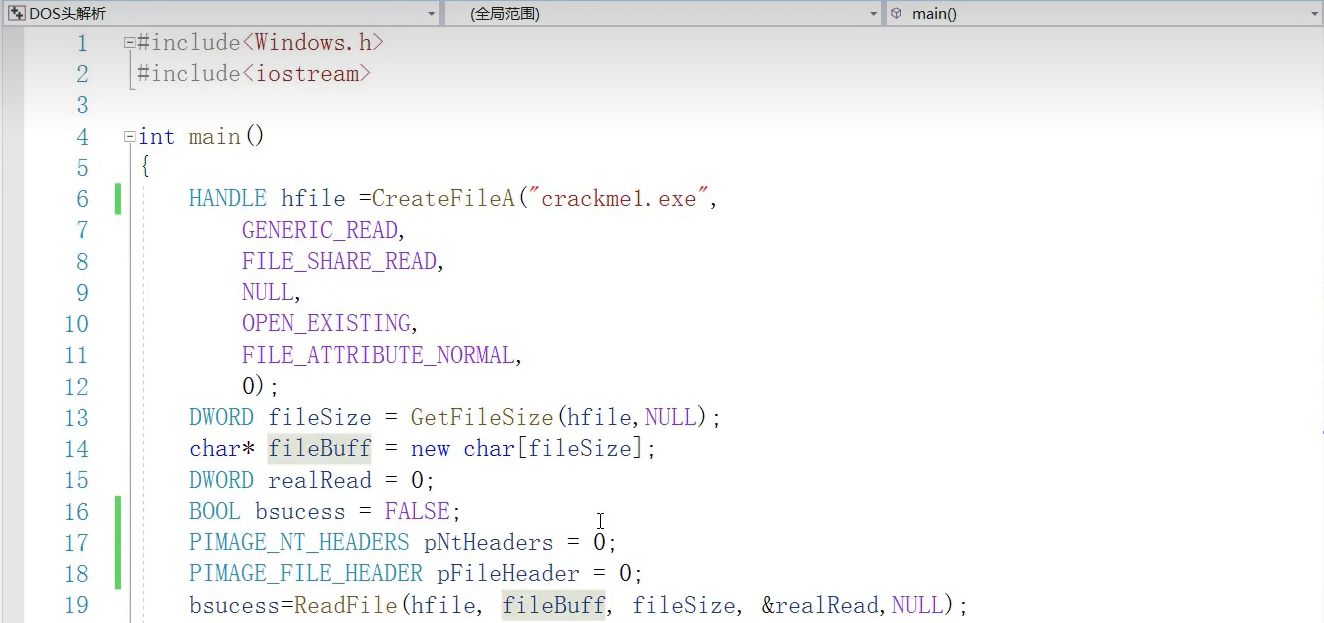 DOS头解析 (全局范围) main()
1 #include<Windows.h>
2 #include<iostream>
3
4 int main()
5 {
6 HANDLE hfile =CreateFileA("crackme1.exe",
7 GENERIC_READ,
8 FILE_SHARE_READ,
9 NULL,
10 OPEN_EXISTING,
11 FILE_ATTRIBUTE_NORMAL,
12 0);
13 DWORD fileSize = GetFileSize(hfile,NULL);
14 char* fileBuff = new char[fileSize];
15 DWORD realRead = 0;
16 BOOL bsucess = FALSE;
17 PIMAGE_NT_HEADERS pNtHeaders = 0;
18 PIMAGE_FILE_HEADER pFileHeader = 0;
19 bsucess=ReadFile(hfile, fileBuff, fileSize, &realRead,NULL);